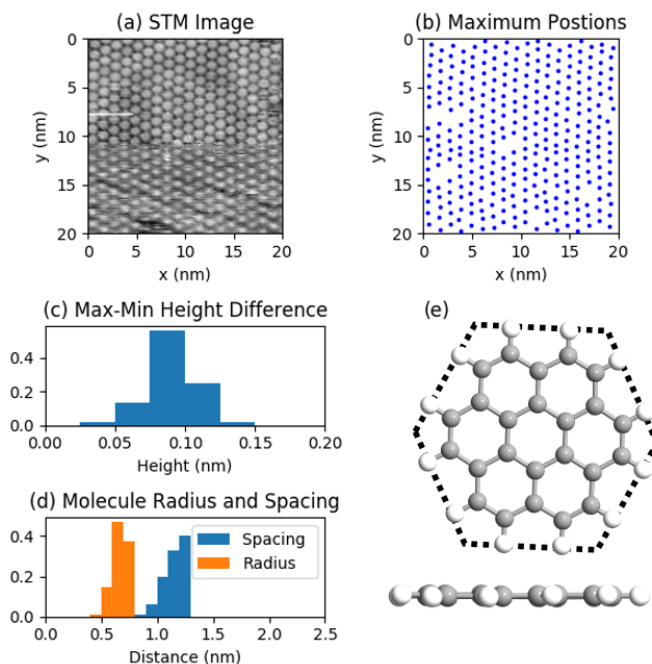 (a) STM Image
0
5
10
15
20
y (nm)
0 5 10 15 20
x (nm)
(b) Maximum Postions
0
5
10
15
20
y (nm)
0 5 10 15 20
x (nm)
(c) Max-Min Height Difference
0.4
0.2
0.0
0.00 0.05 0.10 0.15 0.20
Height (nm)
(d) Molecule Radius and Spacing
0.4
0.2
0.0
Spacing
Radius
0.0 0.5 1.0 1.5 2.0 2.5
Distance (nm)
(e)